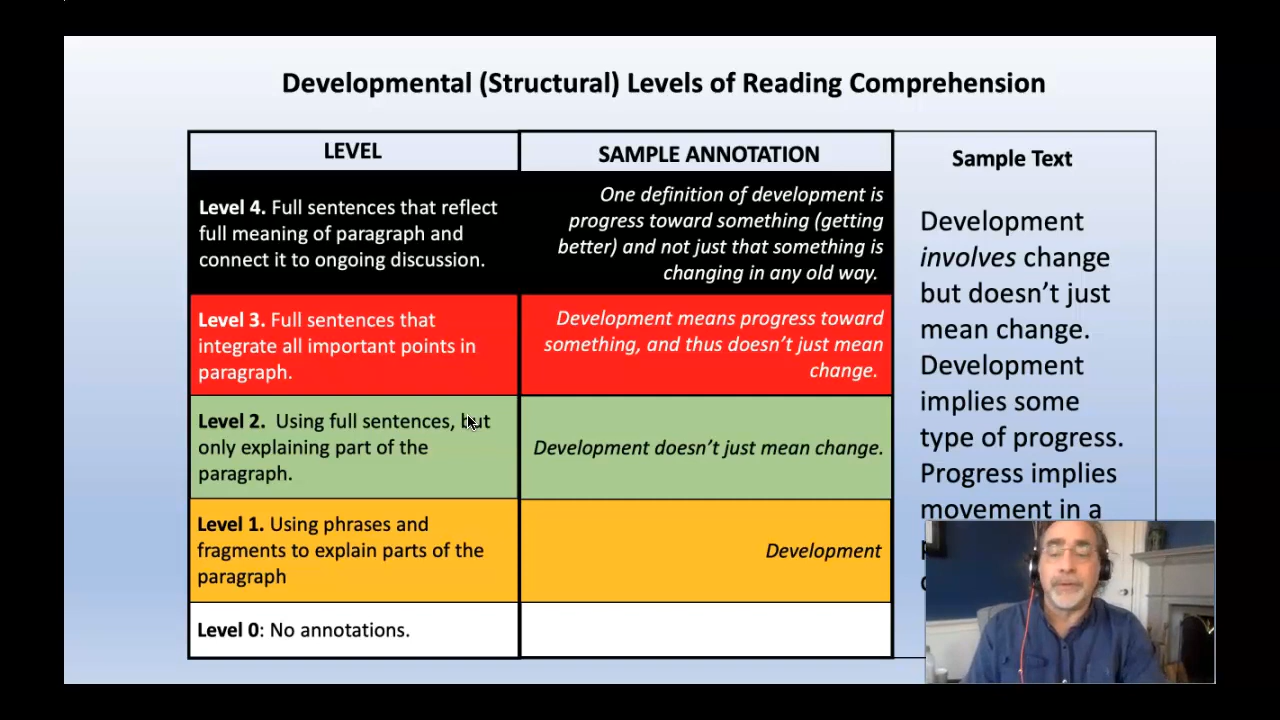 Developmental (Structural) Levels of Reading Comprehension
LEVEL
SAMPLE ANNOTATION
Level 4. Full sentences that reflect
full meaning of paragraph and
connect it to ongoing discussion.
One definition of development is
progress toward something (getting
better) and not just that something is
changing in any old way.
Level 3. Full sentences that
integrate all important points in
paragraph.
Development means progress toward
something, and thus doesn't just mean
change.
Level 2. Using full sentences, but
only explaining part of the
paragraph.
Development doesn't just mean change.
Level 1. Using phrases and
fragments to explain parts of the
paragraph
Development
Level 0: No annotations.
Sample Text
Development
involves change
but doesn't just
mean change.
Development
implies some
type of progress.
Progress implies
movement in a